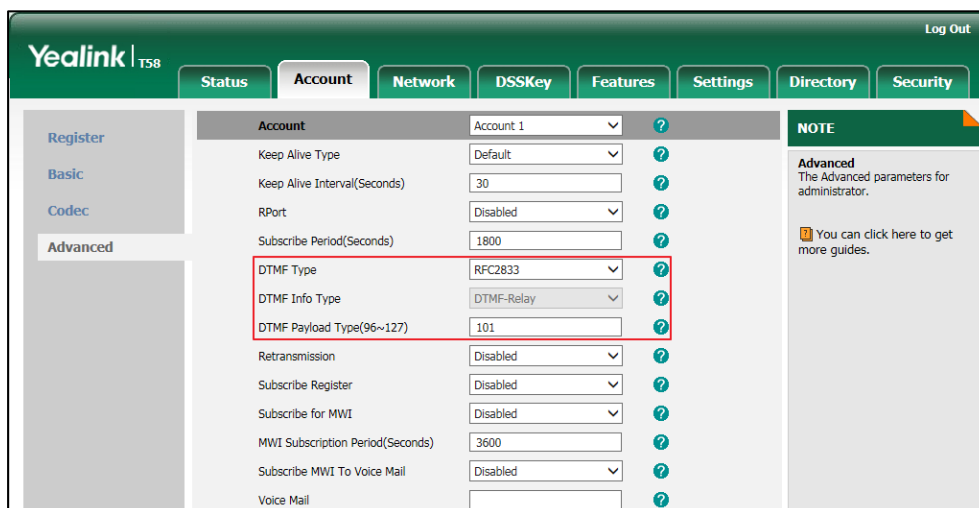 Log Out
Yealink | T58
Status Account Network DSSKey Features Settings Directory Security
Register
Basic
Codec
Advanced
Account Account 1 ?
Keep Alive Type Default ?
Keep Alive Interval(Seconds) 30 ?
RPort Disabled ?
Subscribe Period(Seconds) 1800 ?
DTMF Type RFC2833 ?
DTMF Info Type DTMF-Relay ?
DTMF Payload Type(96~127) 101 ?
Retransmission Disabled ?
Subscribe Register Disabled ?
Subscribe for MWI Disabled ?
MWI Subscription Period(Seconds) 3600 ?
Subscribe MWI To Voice Mail Disabled ?
Voice Mail ?
NOTE
Advanced
The Advanced parameters for
administrator.
? You can click here to get
more guides.